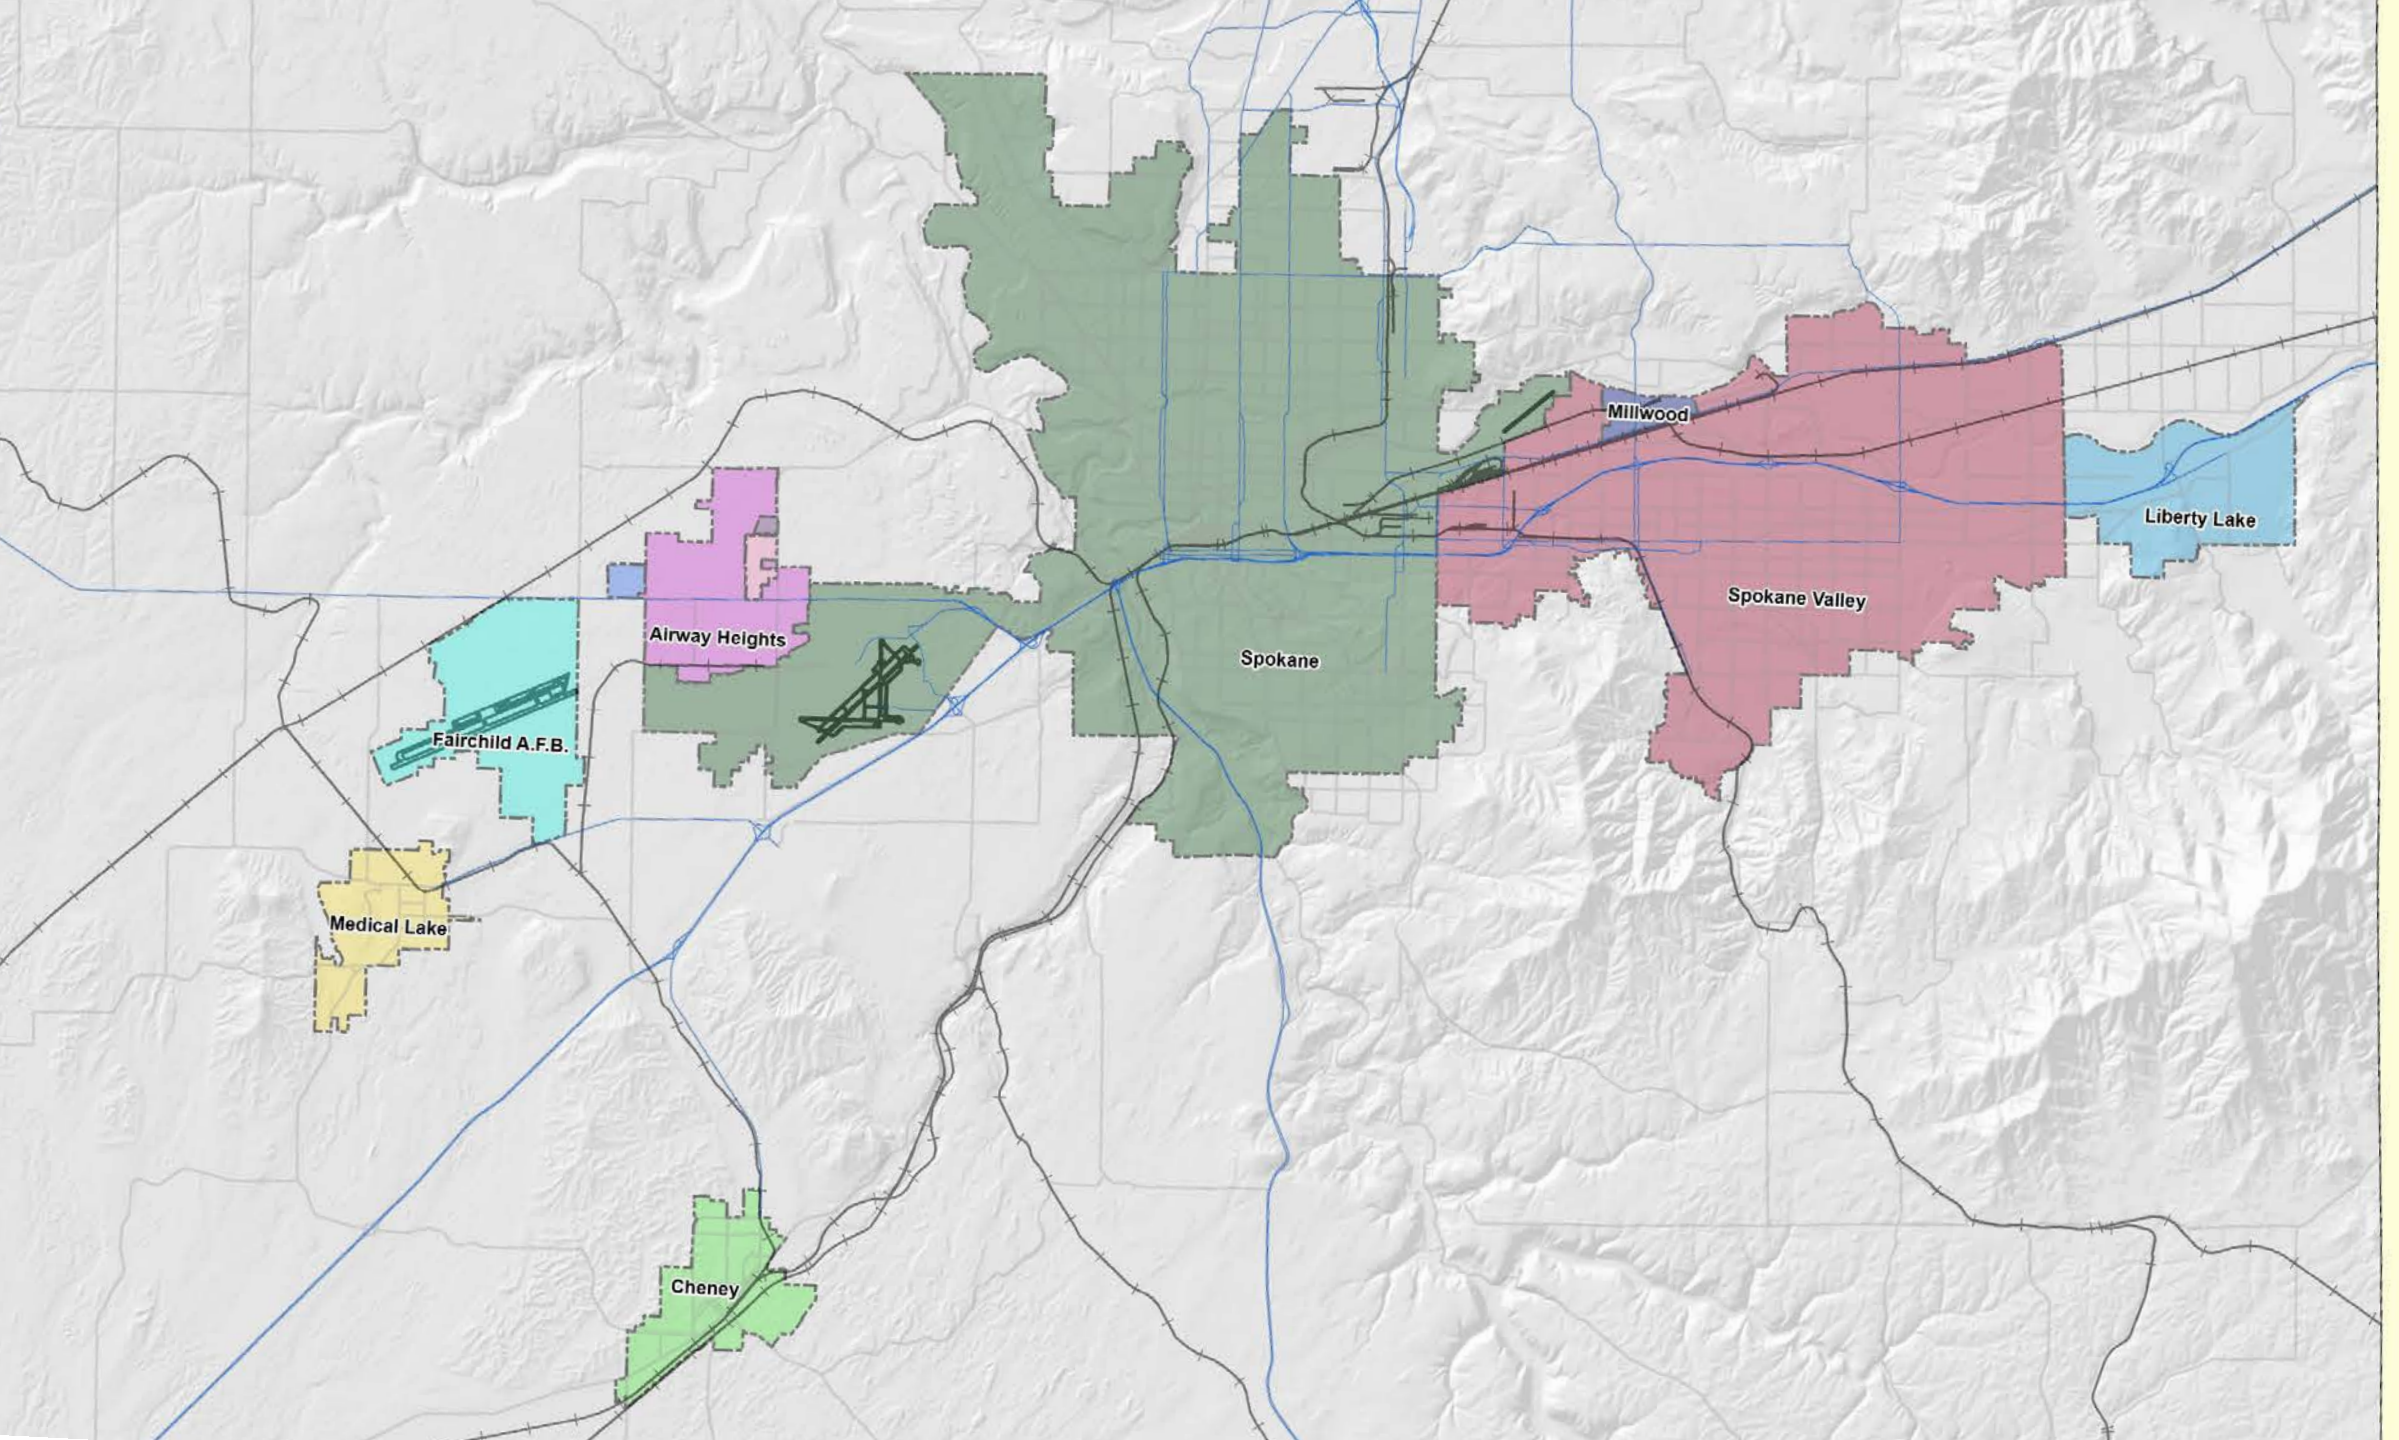 Millwood
Liberty Lake
Spokane Valley
Airway Heights
Spokane
Fairchild A.F.B.
Medical Lake
Cheney